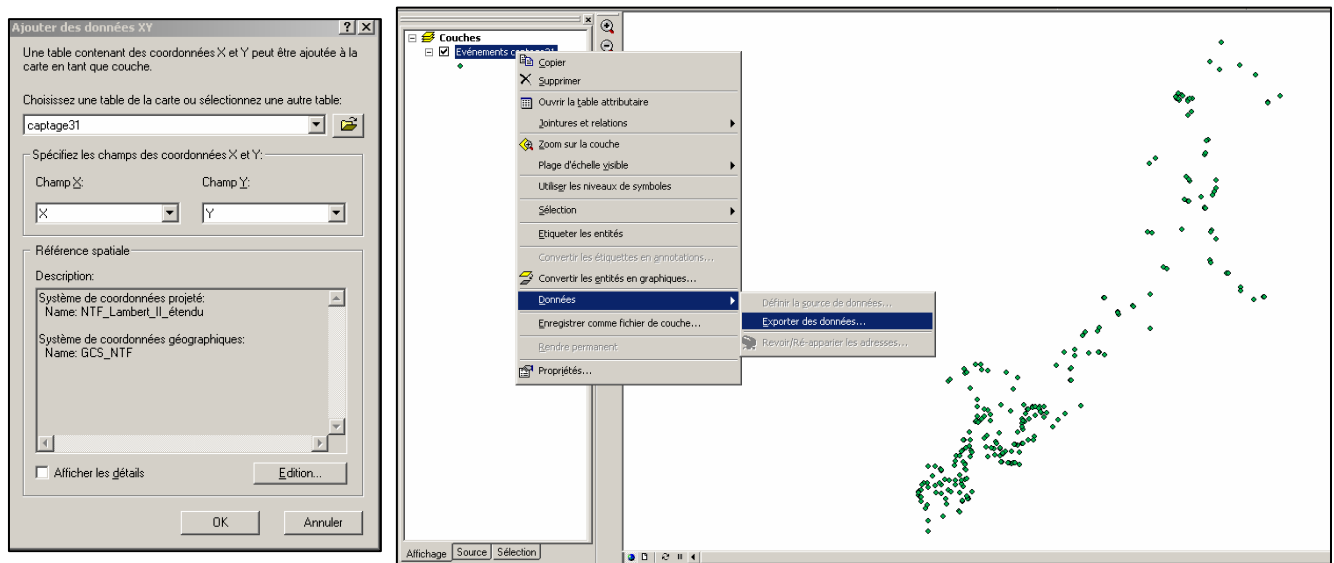 Ajouter des données XY
Une table contenant des coordonnées X et Y peut être ajoutée à la
carte en tant que couche.
Choisissez une table de la carte ou sélectionnez une autre table:
captage31
Spécifiez les champs des coordonnées X et Y:
Champ X:
Champ Y:
X
Y
Référence spatiale
Description:
Système de coordonnées projeté:
Name: NTF_Lambert_II_étendu
Système de coordonnées géographiques:
Name: GCS_NTF
Afficher les détails
Edition...
OK
Annuler
Couches
Evénements captage31
Copier
Supprimer
Ouvrir la table attributaire
Jointures et relations
Zoom sur la couche
Plage d'échelle visible
Utiliser les niveaux de symboles
Sélection
Etiqueter les entités
Convertir les étiquettes en annotations...
Convertir les entités en graphiques...
Données
Enregistrer comme fichier de couche...
Rendre permanent
Propriétés...
Définir la source de données...
Exporter des données...
Revoir/Ré-apparier les adresses...
Affichage
Source
Sélection